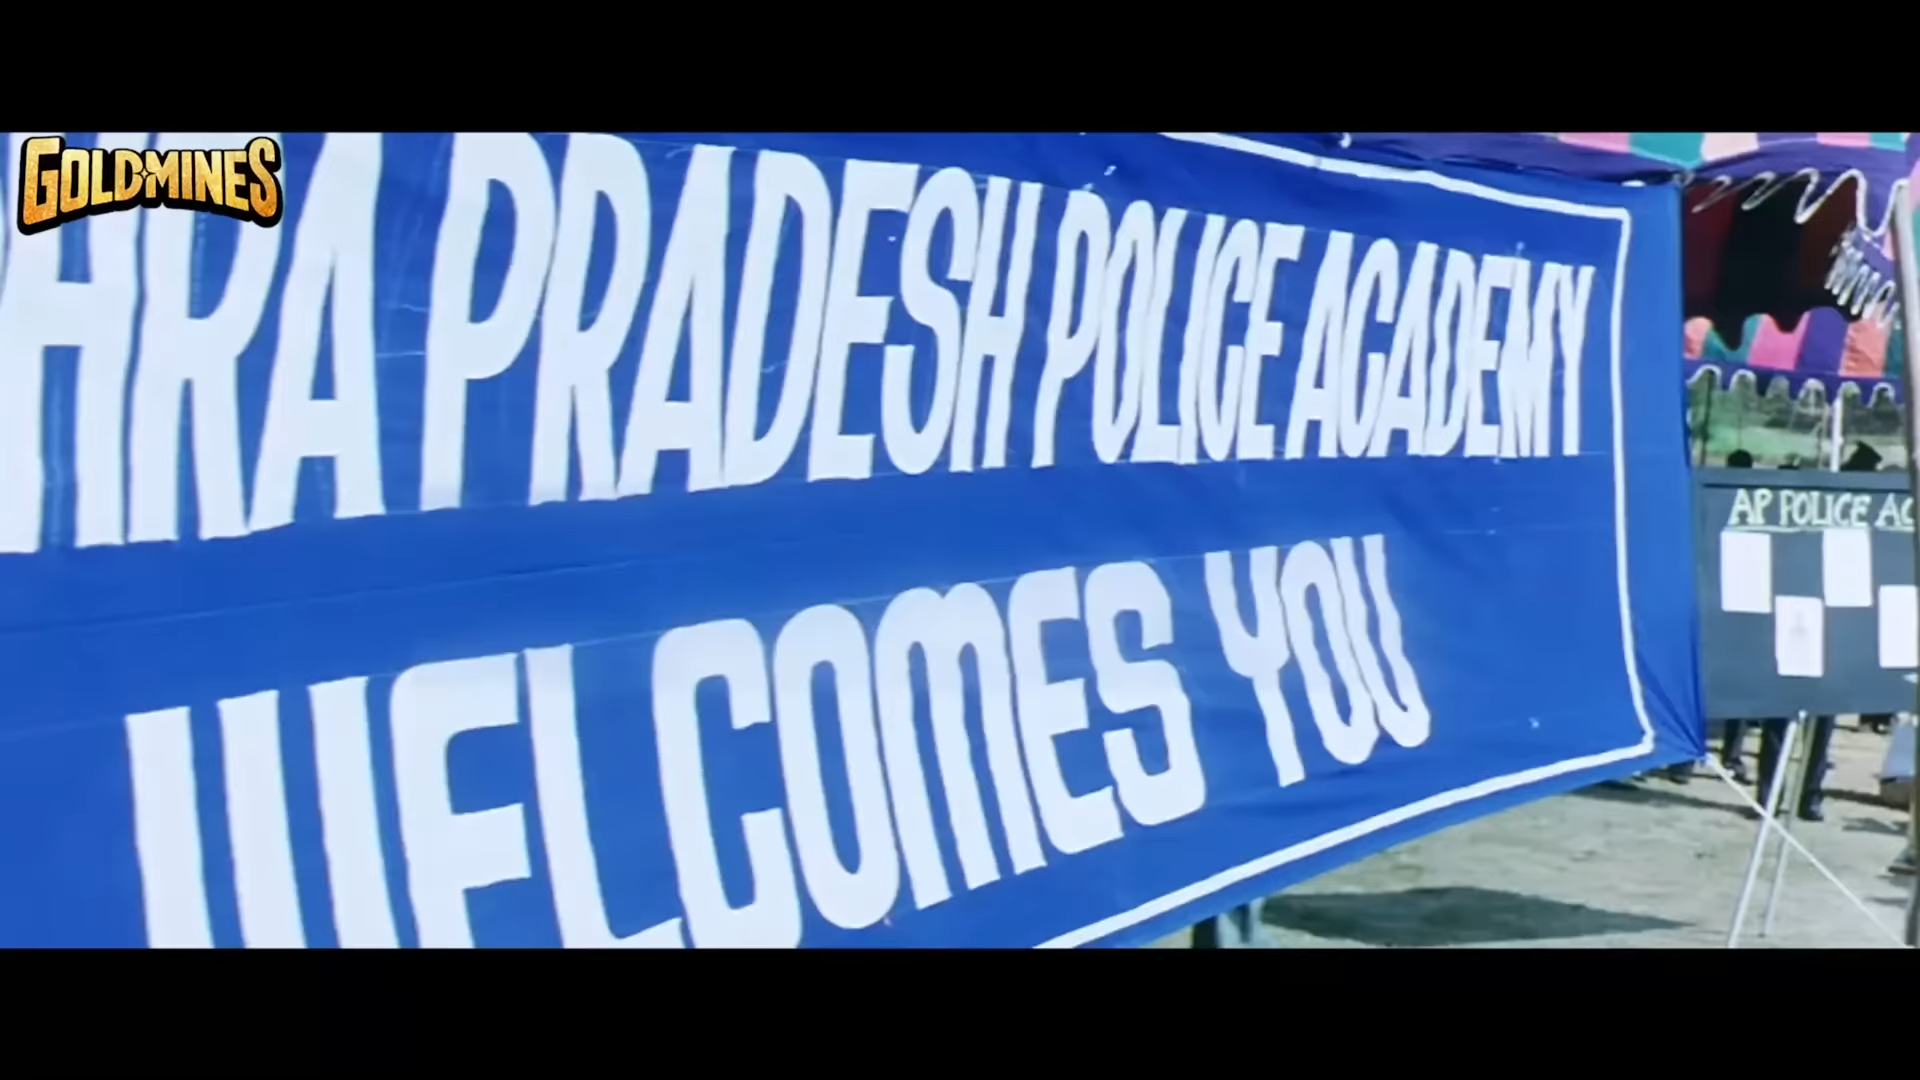 GOLDMINES
HRA PRADESH POLICE ACADEMY
WELCOMES YOU
AP POLICE AC